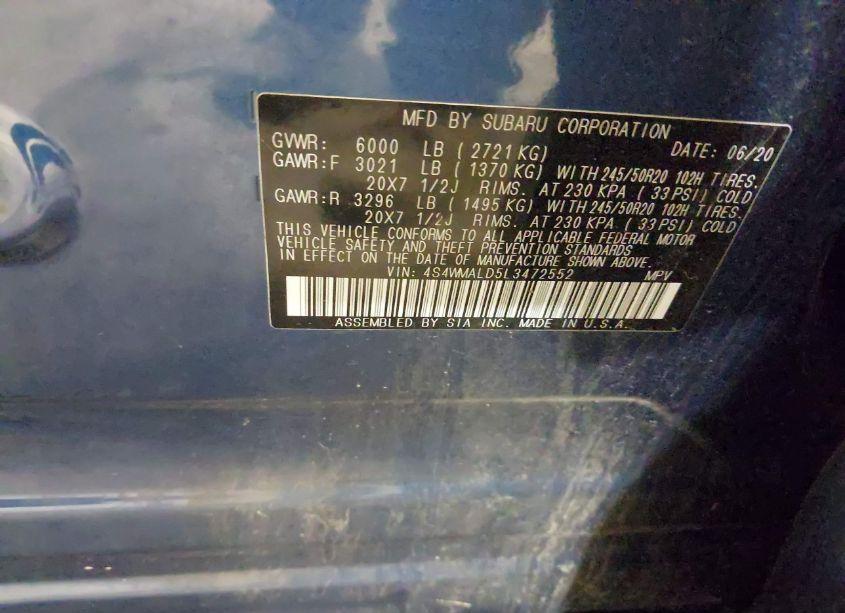 MFD BY SUBARU CORPORATION
GVWR: 6000 LB ( 2721 KG) DATE: 06/20
GAWR:F 3021 LB ( 1370 KG) WITH 245/50R20 102H TIRES.
20X7 1/2J RIMS. AT 230 KPA ( 33 PSI) COLD
GAWR:R 3296 LB ( 1495 KG) WITH 245/50R20 102H TIRES.
20X7 1/2J RIMS. AT 230 KPA ( 33 PSI) COLD
THIS VEHICLE CONFORMS TO ALL APPLICABLE FEDERAL MOTOR
VEHICLE SAFETY AND THEFT PREVENTION STANDARDS
IN EFFECT ON THE DATE OF MANUFACTURE SHOWN ABOVE.
VIN: 4S4WMALD5L3472552 MPV
ASSEMBLED BY SIA INC. MADE IN U.S.A.